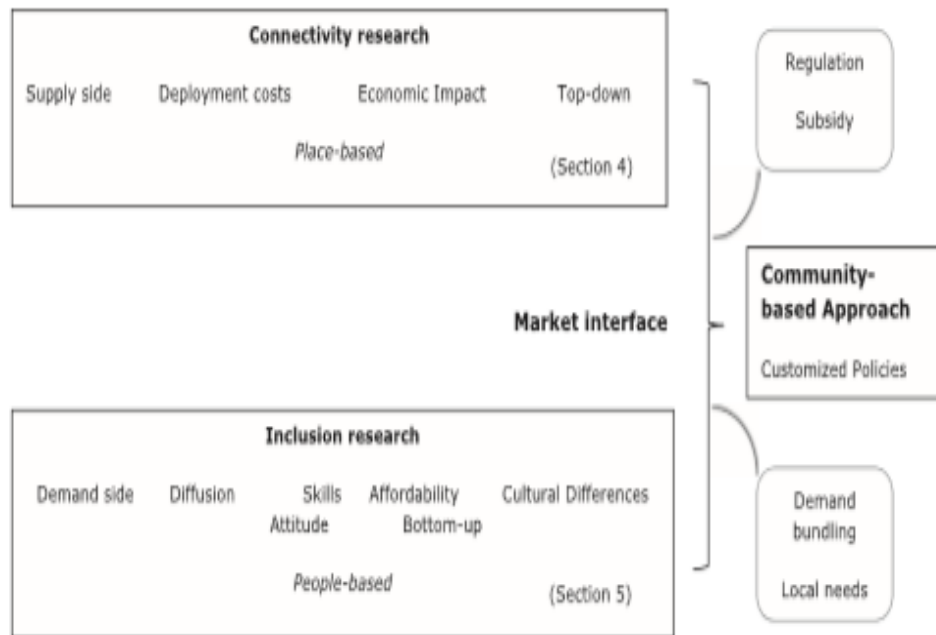 Connectivity research
Supply side Deployment costs Economic Impact Top-down
Place-based
(Section 4)
Regulation
Subsidy
Market interface
Community-
based Approach
Customized Policies
Inclusion research
Demand side Diffusion Skills Affordability Cultural Differences
Attitude Bottom-up
People-based
(Section 5)
Demand
bundling
Local needs